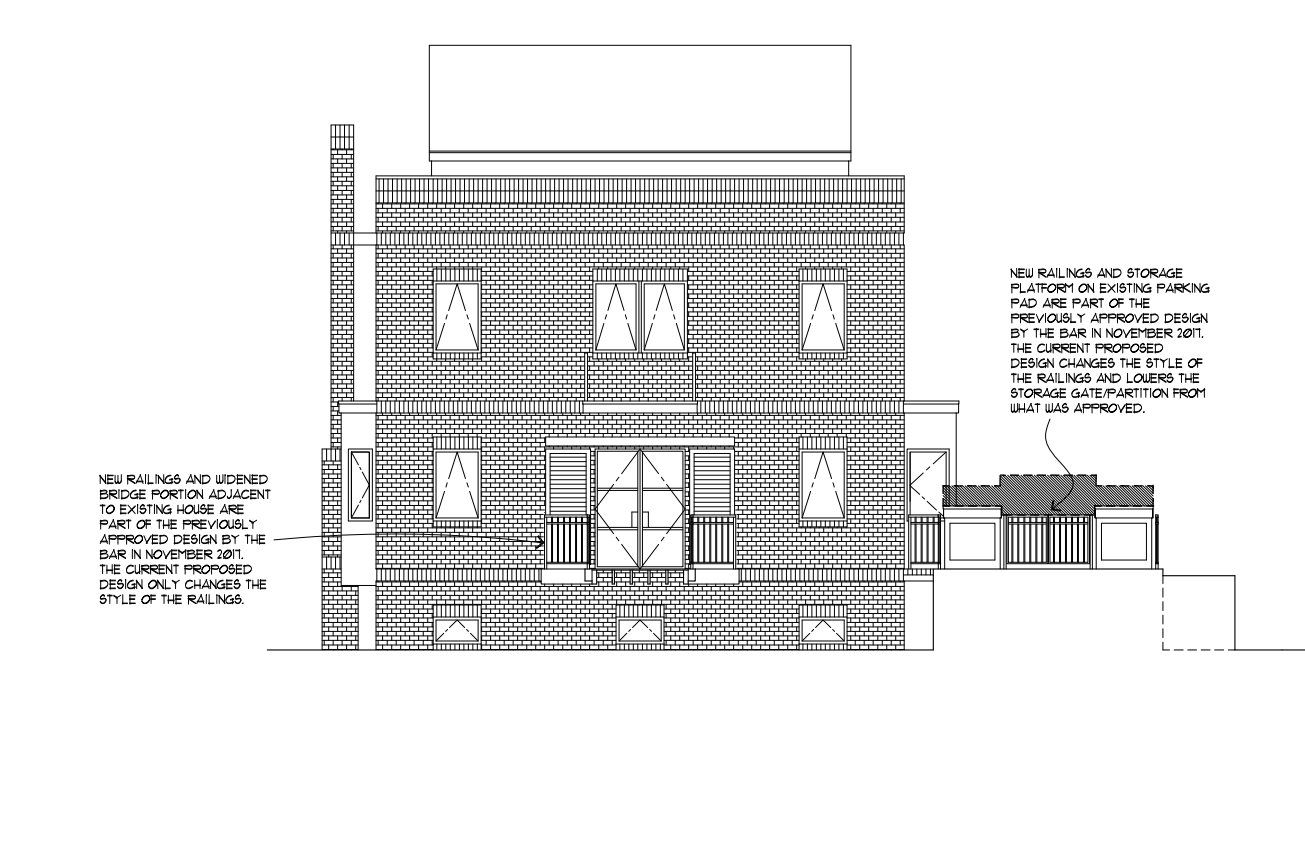 NEW RAILINGS AND STORAGE
PLATFORM ON EXISTING PARKING
PAD ARE PART OF THE
PREVIOUSLY APPROVED DESIGN
BY THE BAR IN NOVEMBER 2017.
THE CURRENT PROPOSED
DESIGN CHANGES THE STYLE OF
THE RAILINGS AND LOWERS THE
STORAGE GATE/PARTITION FROM
WHAT WAS APPROVED.
NEW RAILINGS AND WIDENED
BRIDGE PORTION ADJACENT
TO EXISTING HOUSE ARE
PART OF THE PREVIOUSLY
APPROVED DESIGN BY THE
BAR IN NOVEMBER 2017.
THE CURRENT PROPOSED
DESIGN ONLY CHANGES THE
STYLE OF THE RAILINGS.